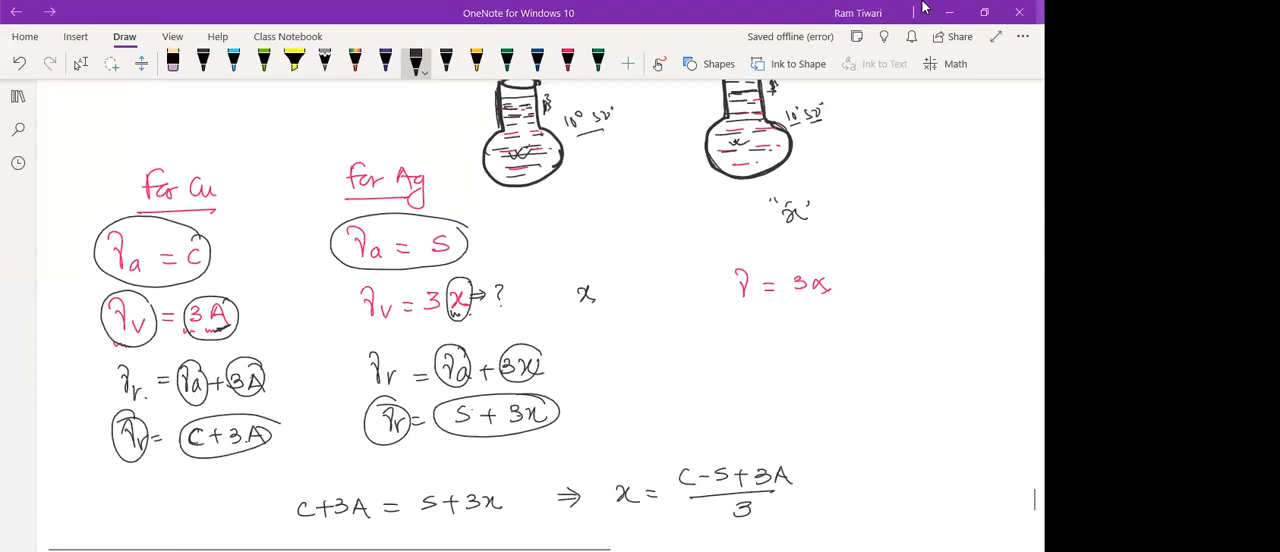 OneNote for Windows 10
Ram Tiwari
Home Insert Draw View Help Class Notebook
Saved offline (error)
Share
Shapes
Ink to Shape
Ink to Text
Math
10° 50°
10° 50°
"x"
For Cu
For Ag
γa = C
γa = S
γv = 3A
γv = 3x ⇒ ?
x
γ = 3α
γr = γa + 3A
γr = γa + 3x
γr = C + 3A
γr = S + 3x
C + 3A = S + 3x ⇒ x = (C - S + 3A)/3